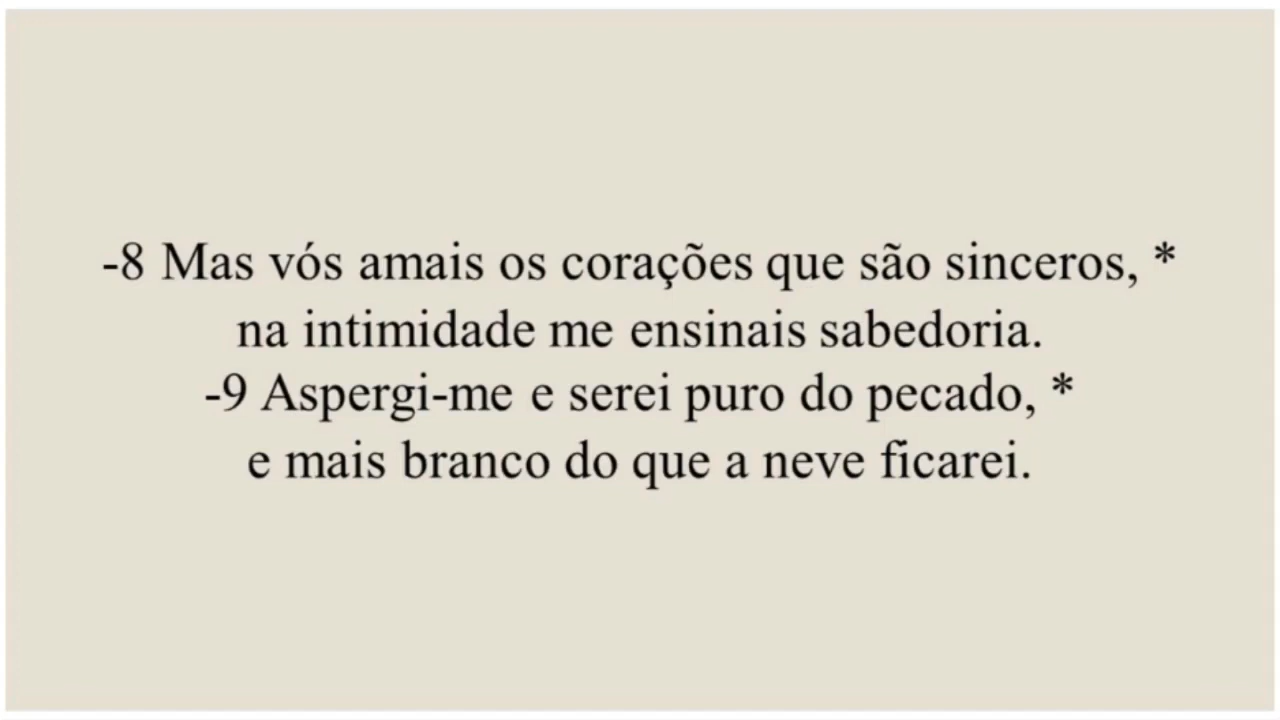 -8 Mas vós amais os corações que são sinceros, *
na intimidade me ensinais sabedoria.
-9 Aspergi-me e serei puro do pecado, *
e mais branco do que a neve ficarei.